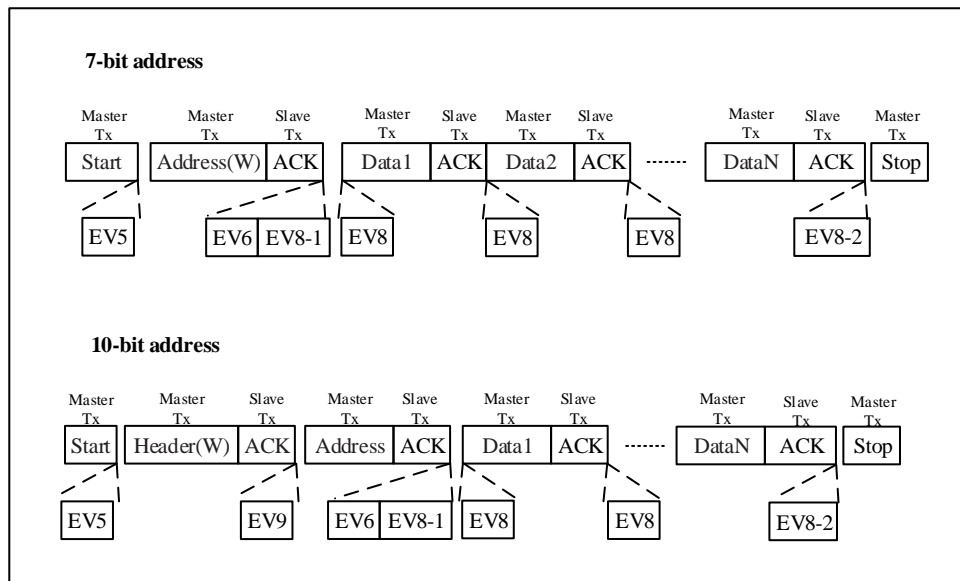 7-bit address
Master Tx Master Tx Slave Tx Master Tx Slave Tx Master Tx Slave Tx Master Tx Slave Tx Master Tx
Start Address(W) ACK Data1 ACK Data2 ACK DataN ACK Stop
EV5 EV6 EV8-1 EV8 EV8 EV8 EV8-2
10-bit address
Master Tx Master Tx Slave Tx Master Tx Slave Tx Master Tx Slave Tx Master Tx Slave Tx Master Tx
Start Header(W) ACK Address ACK Data1 ACK DataN ACK Stop
EV5 EV9 EV6 EV8-1 EV8 EV8 EV8-2